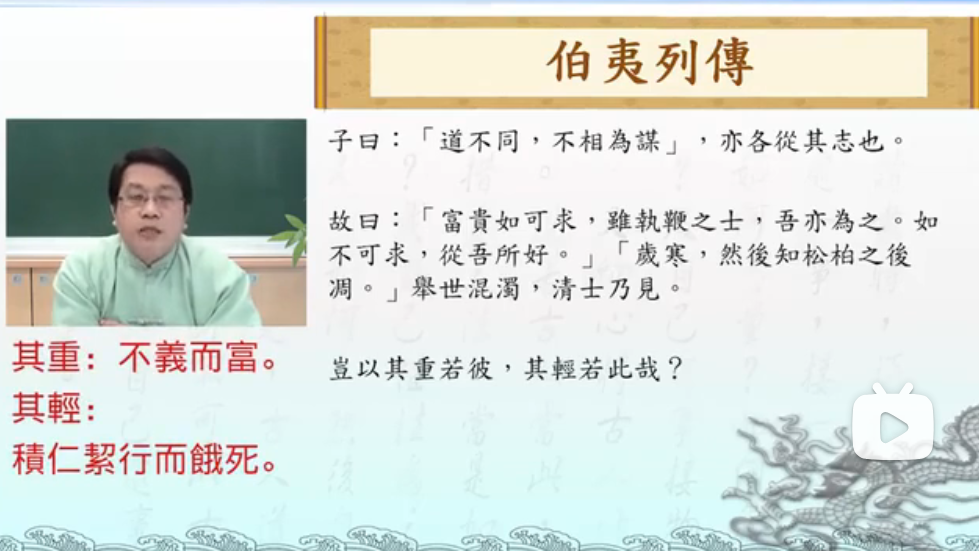 伯夷列傳
子曰：「道不同，不相為謀」，亦各從其志也。
故曰：「富貴如可求，雖執鞭之士，吾亦為之。如
不可求，從吾所好。」「歲寒，然後知松柏之後
凋。」舉世混濁，清士乃見。
豈以其重若彼，其輕若此哉？
其重：不義而富。
其輕：
積仁絜行而餓死。